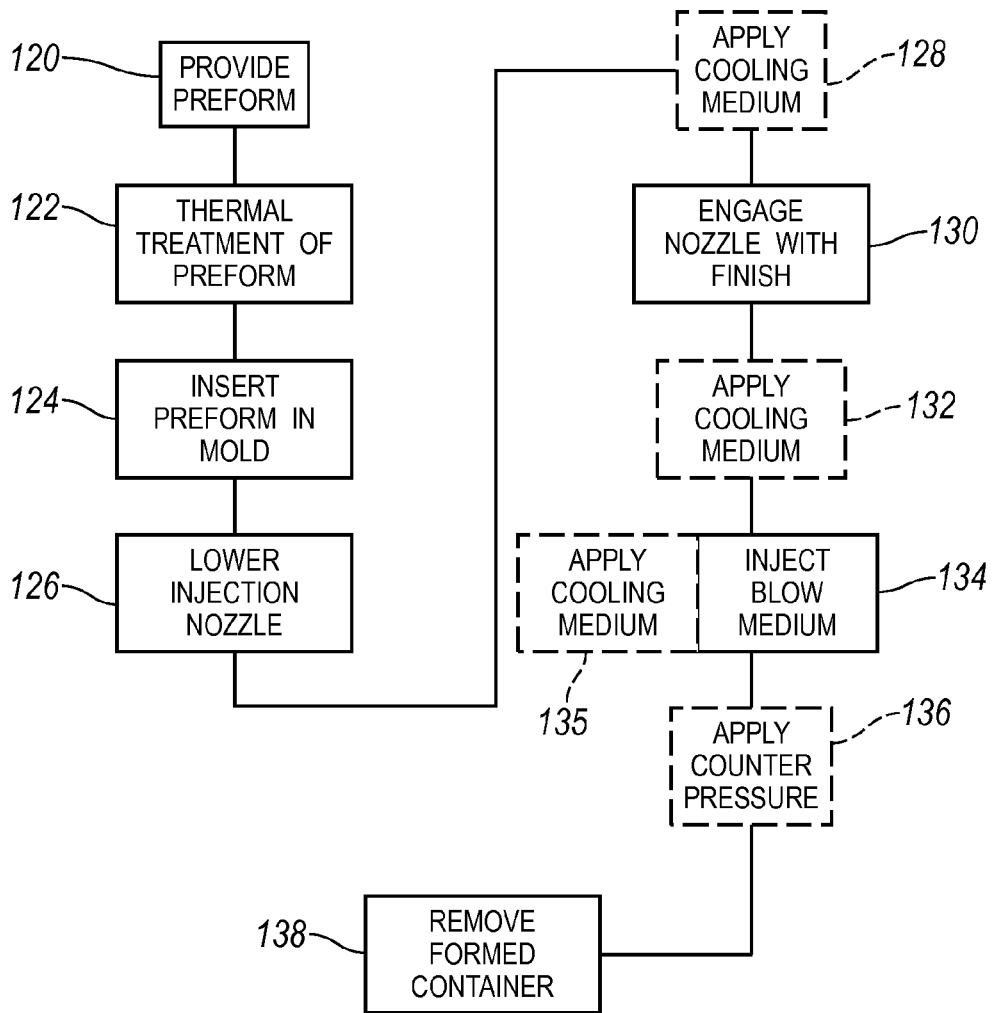 120
PROVIDE
PREFORM
122
THERMAL
TREATMENT OF
PREFORM
124
INSERT
PREFORM IN
MOLD
126
LOWER
INJECTION
NOZZLE
APPLY
COOLING
MEDIUM
128
ENGAGE
NOZZLE WITH
FINISH
130
APPLY
COOLING
MEDIUM
132
APPLY
COOLING
MEDIUM
135
INJECT
BLOW
MEDIUM
134
APPLY
COUNTER
PRESSURE
136
138
REMOVE
FORMED
CONTAINER